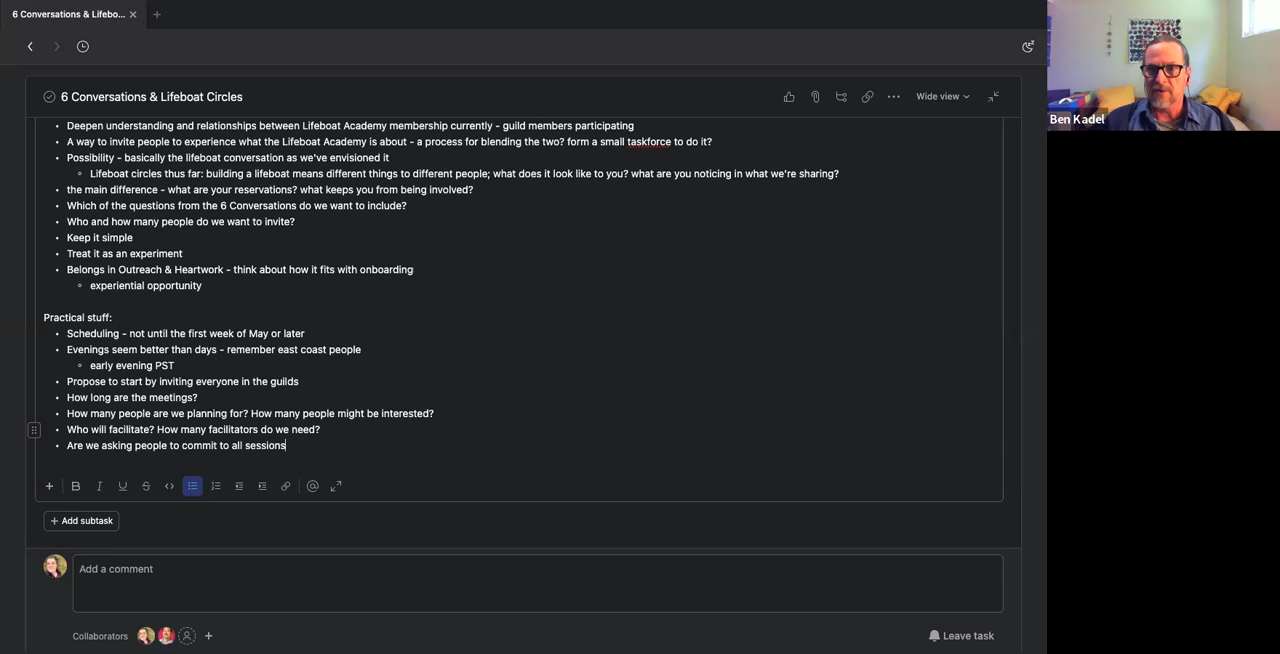 6 Conversations & Lifebo...
6 Conversations & Lifeboat Circles
Wide view
Deepen understanding and relationships between Lifeboat Academy membership currently - guild members participating
A way to invite people to experience what the Lifeboat Academy is about - a process for blending the two? form a small taskforce to do it?
Possibility - basically the lifeboat conversation as we've envisioned it
Lifeboat circles thus far: building a lifeboat means different things to different people; what does it look like to you? what are you noticing in what we're sharing?
the main difference - what are your reservations? what keeps you from being involved?
Which of the questions from the 6 Conversations do we want to include?
Who and how many people do we want to invite?
Keep it simple
Treat it as an experiment
Belongs in Outreach & Heartwork - think about how it fits with onboarding
experiential opportunity
Practical stuff:
Scheduling - not until the first week of May or later
Evenings seem better than days - remember east coast people
early evening PST
Propose to start by inviting everyone in the guilds
How long are the meetings?
How many people are we planning for? How many people might be interested?
Who will facilitate? How many facilitators do we need?
Are we asking people to commit to all sessions
B I U S
Add subtask
Add a comment
Collaborators
Leave task
Ben Kadel